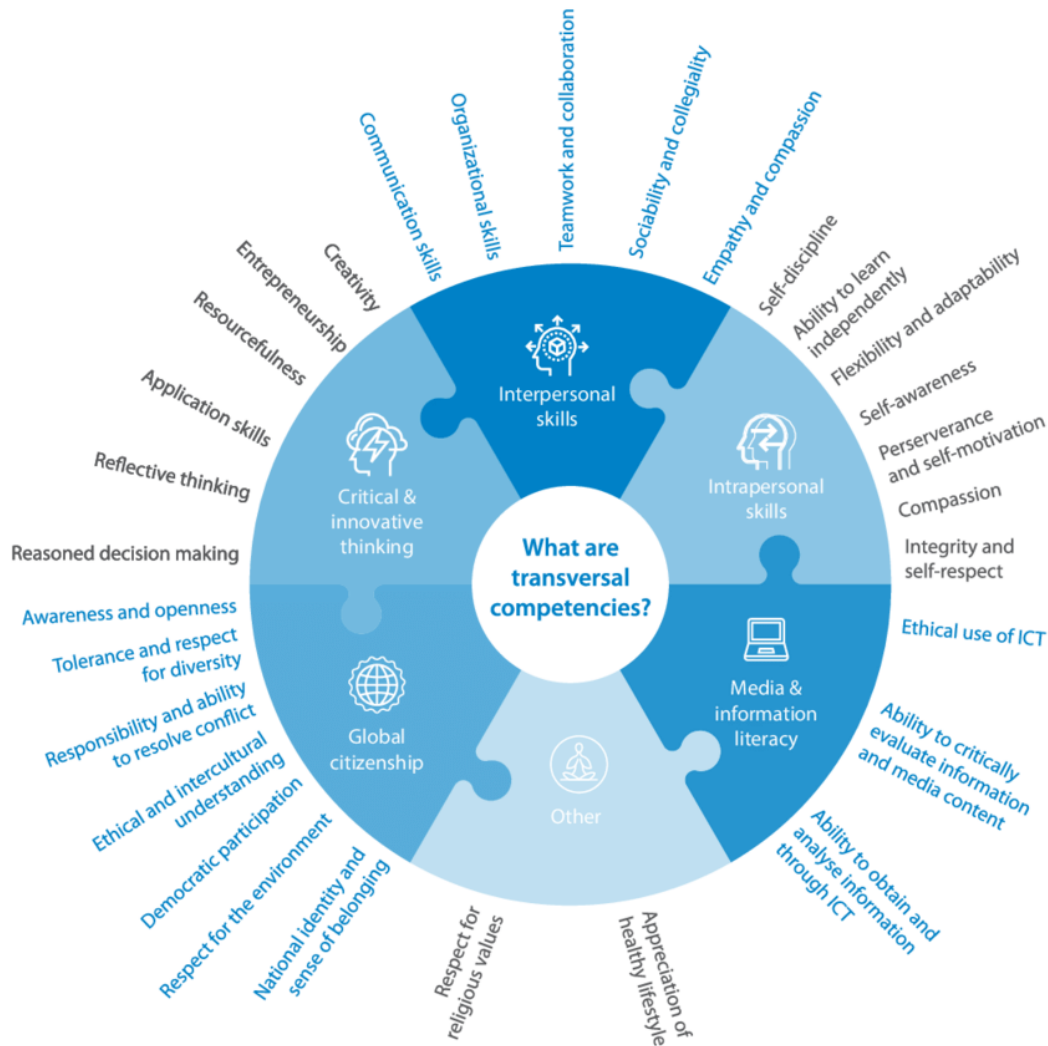 What are
transversal
competencies?
Interpersonal
skills
Communication skills
Organizational skills
Teamwork and collaboration
Sociability and collegiality
Empathy and compassion
Intrapersonal
skills
Self-discipline
Ability to learn
independently
Flexibility and adaptability
Self-awareness
Perserverance
and self-motivation
Compassion
Integrity and
self-respect
Media &
information
literacy
Ethical use of ICT
Ability to critically
evaluate information
and media content
Ability to obtain and
analyse information
through ICT
Other
Appreciation of
healthy lifestyle
Respect for
religious values
Global
citizenship
National identity and
sense of belonging
Respect for the environment
Democratic participation
Ethical and intercultural
understanding
Responsibility and ability
to resolve conflict
Tolerance and respect
for diversity
Awareness and openness
Critical &
innovative
thinking
Reasoned decision making
Reflective thinking
Application skills
Resourcefulness
Entrepreneurship
Creativity